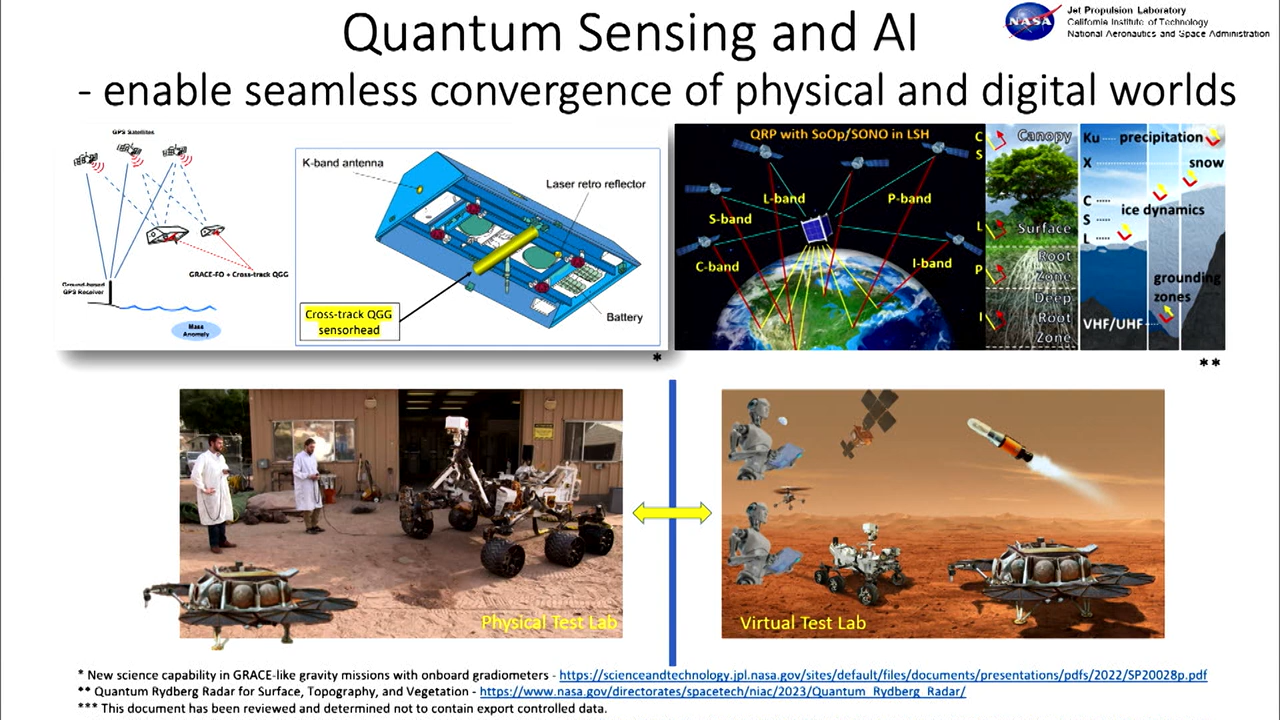 Quantum Sensing and AI
- enable seamless convergence of physical and digital worlds
NASA
Jet Propulsion Laboratory
California Institute of Technology
National Aeronautics and Space Administration
GPS Satellites
GRACE-FO + Cross-track QGG
Ground-based
GPS Receiver
Mass
Anomaly
K-band antenna
Laser retro reflector
Cross-track QGG
sensorhead
Battery
*
QRP with SoOp/SONO in LSH
L-band
P-band
S-band
C-band
I-band
C
S
L
P
I
Canopy
Surface
Root
Zone
Deep
Root
Zone
Ku
precipitation
X
snow
C
S
L
ice dynamics
grounding
zones
VHF/UHF
**
Physical Test Lab
Virtual Test Lab
* New science capability in GRACE-like gravity missions with onboard gradiometers - https://scienceandtechnology.jpl.nasa.gov/sites/default/files/documents/presentations/pdfs/2022/SP20028p.pdf
** Quantum Rydberg Radar for Surface, Topography, and Vegetation - https://www.nasa.gov/directorates/spacetech/niac/2023/Quantum_Rydberg_Radar/
*** This document has been reviewed and determined not to contain export controlled data.